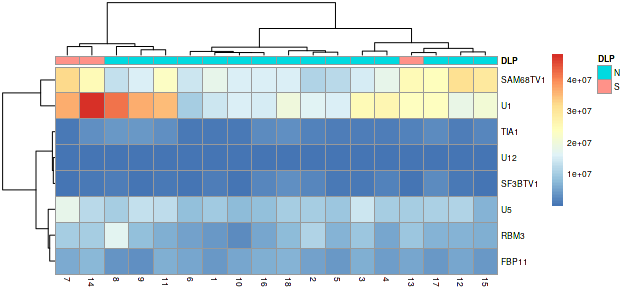 DLP
DLP
N
S
SAM68TV1
U1
TIA1
U12
SF3BTV1
U5
RBM3
FBP11
4e+07
3e+07
2e+07
1e+07
7 14 8 9 11 6 1 10 16 18 2 5 3 4 13 17 12 15